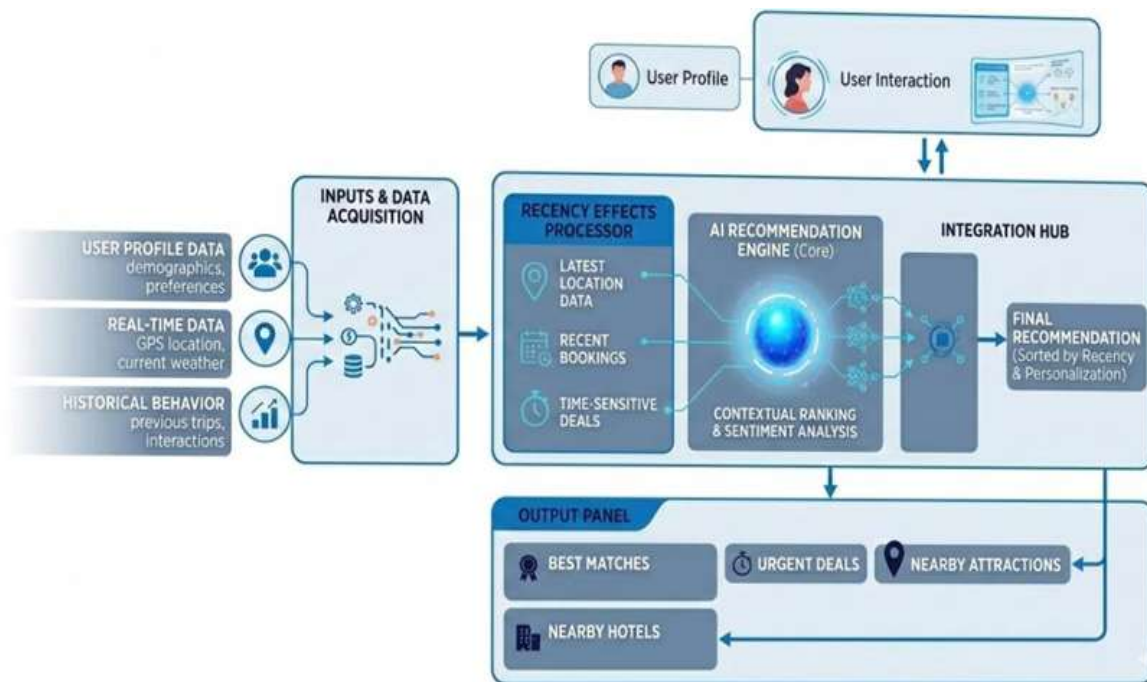 User Profile
User Interaction
INPUTS & DATA
ACQUISITION
USER PROFILE DATA
demographics,
preferences
REAL-TIME DATA
GPS location,
current weather
HISTORICAL BEHAVIOR
previous trips,
interactions
RECENCY EFFECTS
PROCESSOR
LATEST
LOCATION
DATA
RECENT
BOOKINGS
TIME-SENSITIVE
DEALS
AI RECOMMENDATION
ENGINE (Core)
CONTEXTUAL RANKING
& SENTIMENT ANALYSIS
INTEGRATION HUB
FINAL
RECOMMENDATION
(Sorted by Recency
& Personalization)
OUTPUT PANEL
BEST MATCHES
URGENT DEALS
NEARBY ATTRACTIONS
NEARBY HOTELS